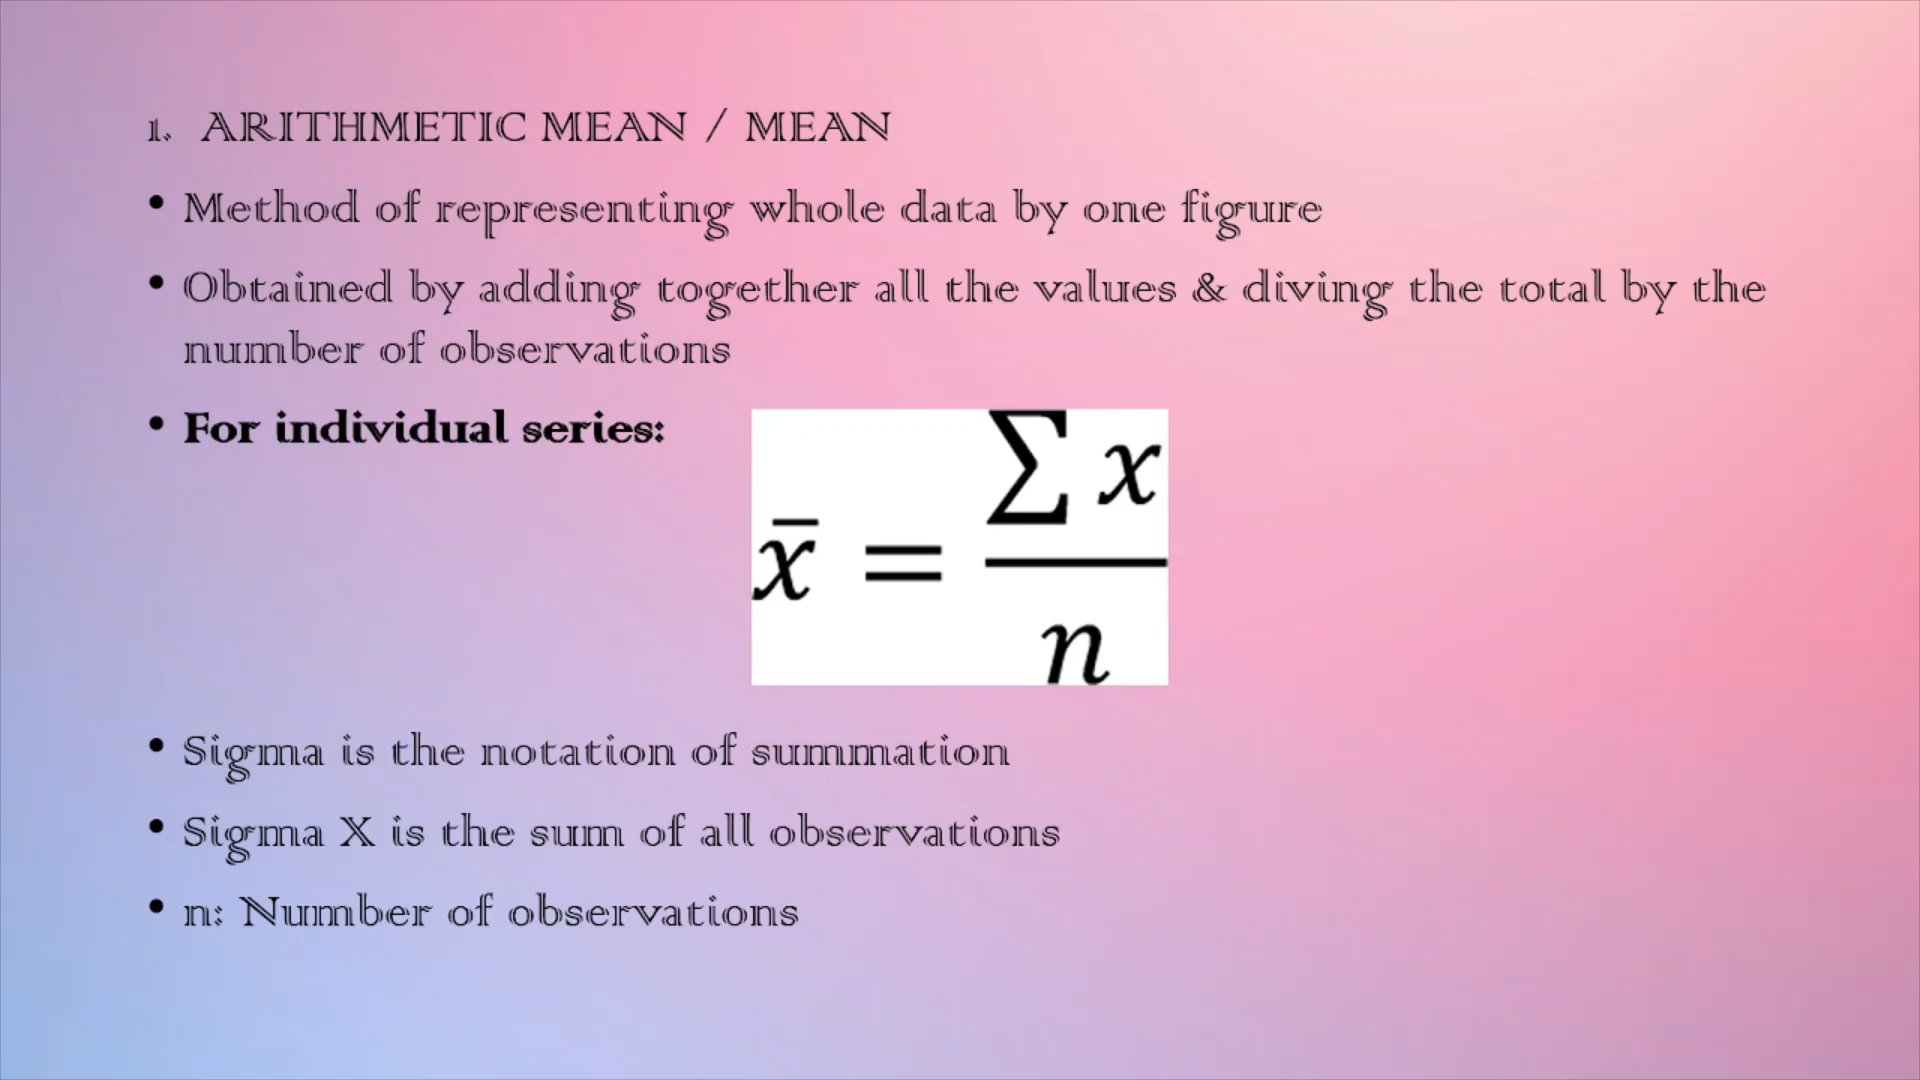 1. ARITHMETIC MEAN / MEAN
• Method of representing whole data by one figure
• Obtained by adding together all the values & diving the total by the
number of observations
• For individual series:
x̄ = ∑ x / n
• Sigma is the notation of summation
• Sigma X is the sum of all observations
• n: Number of observations